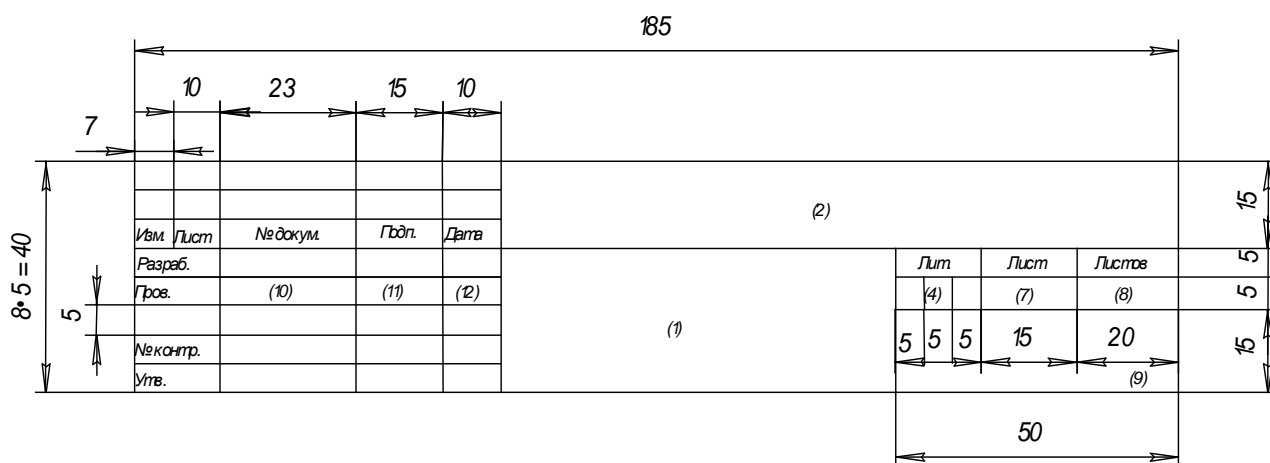 185
10 23 15 10
7
(2)
15
Изм. Лист № докум. Подп. Дата
8•5=40
Разраб.
Лит. Лист Листов
5
Пров. (10) (11) (12)
(4) (7) (8)
5
5
(1)
5 5 5 15 20
15
№ контр.
Утв.
(9)
50